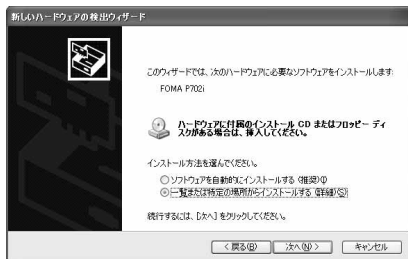 新しいハードウェアの検出ウィザード
このウィザードでは、次のハードウェアに必要なソフトウェアをインストールします:
FOMA P702i
ハードウェアに付属のインストール CD またはフロッピー ディ
スクがある場合は、挿入してください。
インストール方法を選んでください。
ソフトウェアを自動的にインストールする (推奨)(I)
一覧または特定の場所からインストールする (詳細)(S)
続行するには、[次へ] をクリックしてください。
< 戻る(B)
次へ(N) >
キャンセル